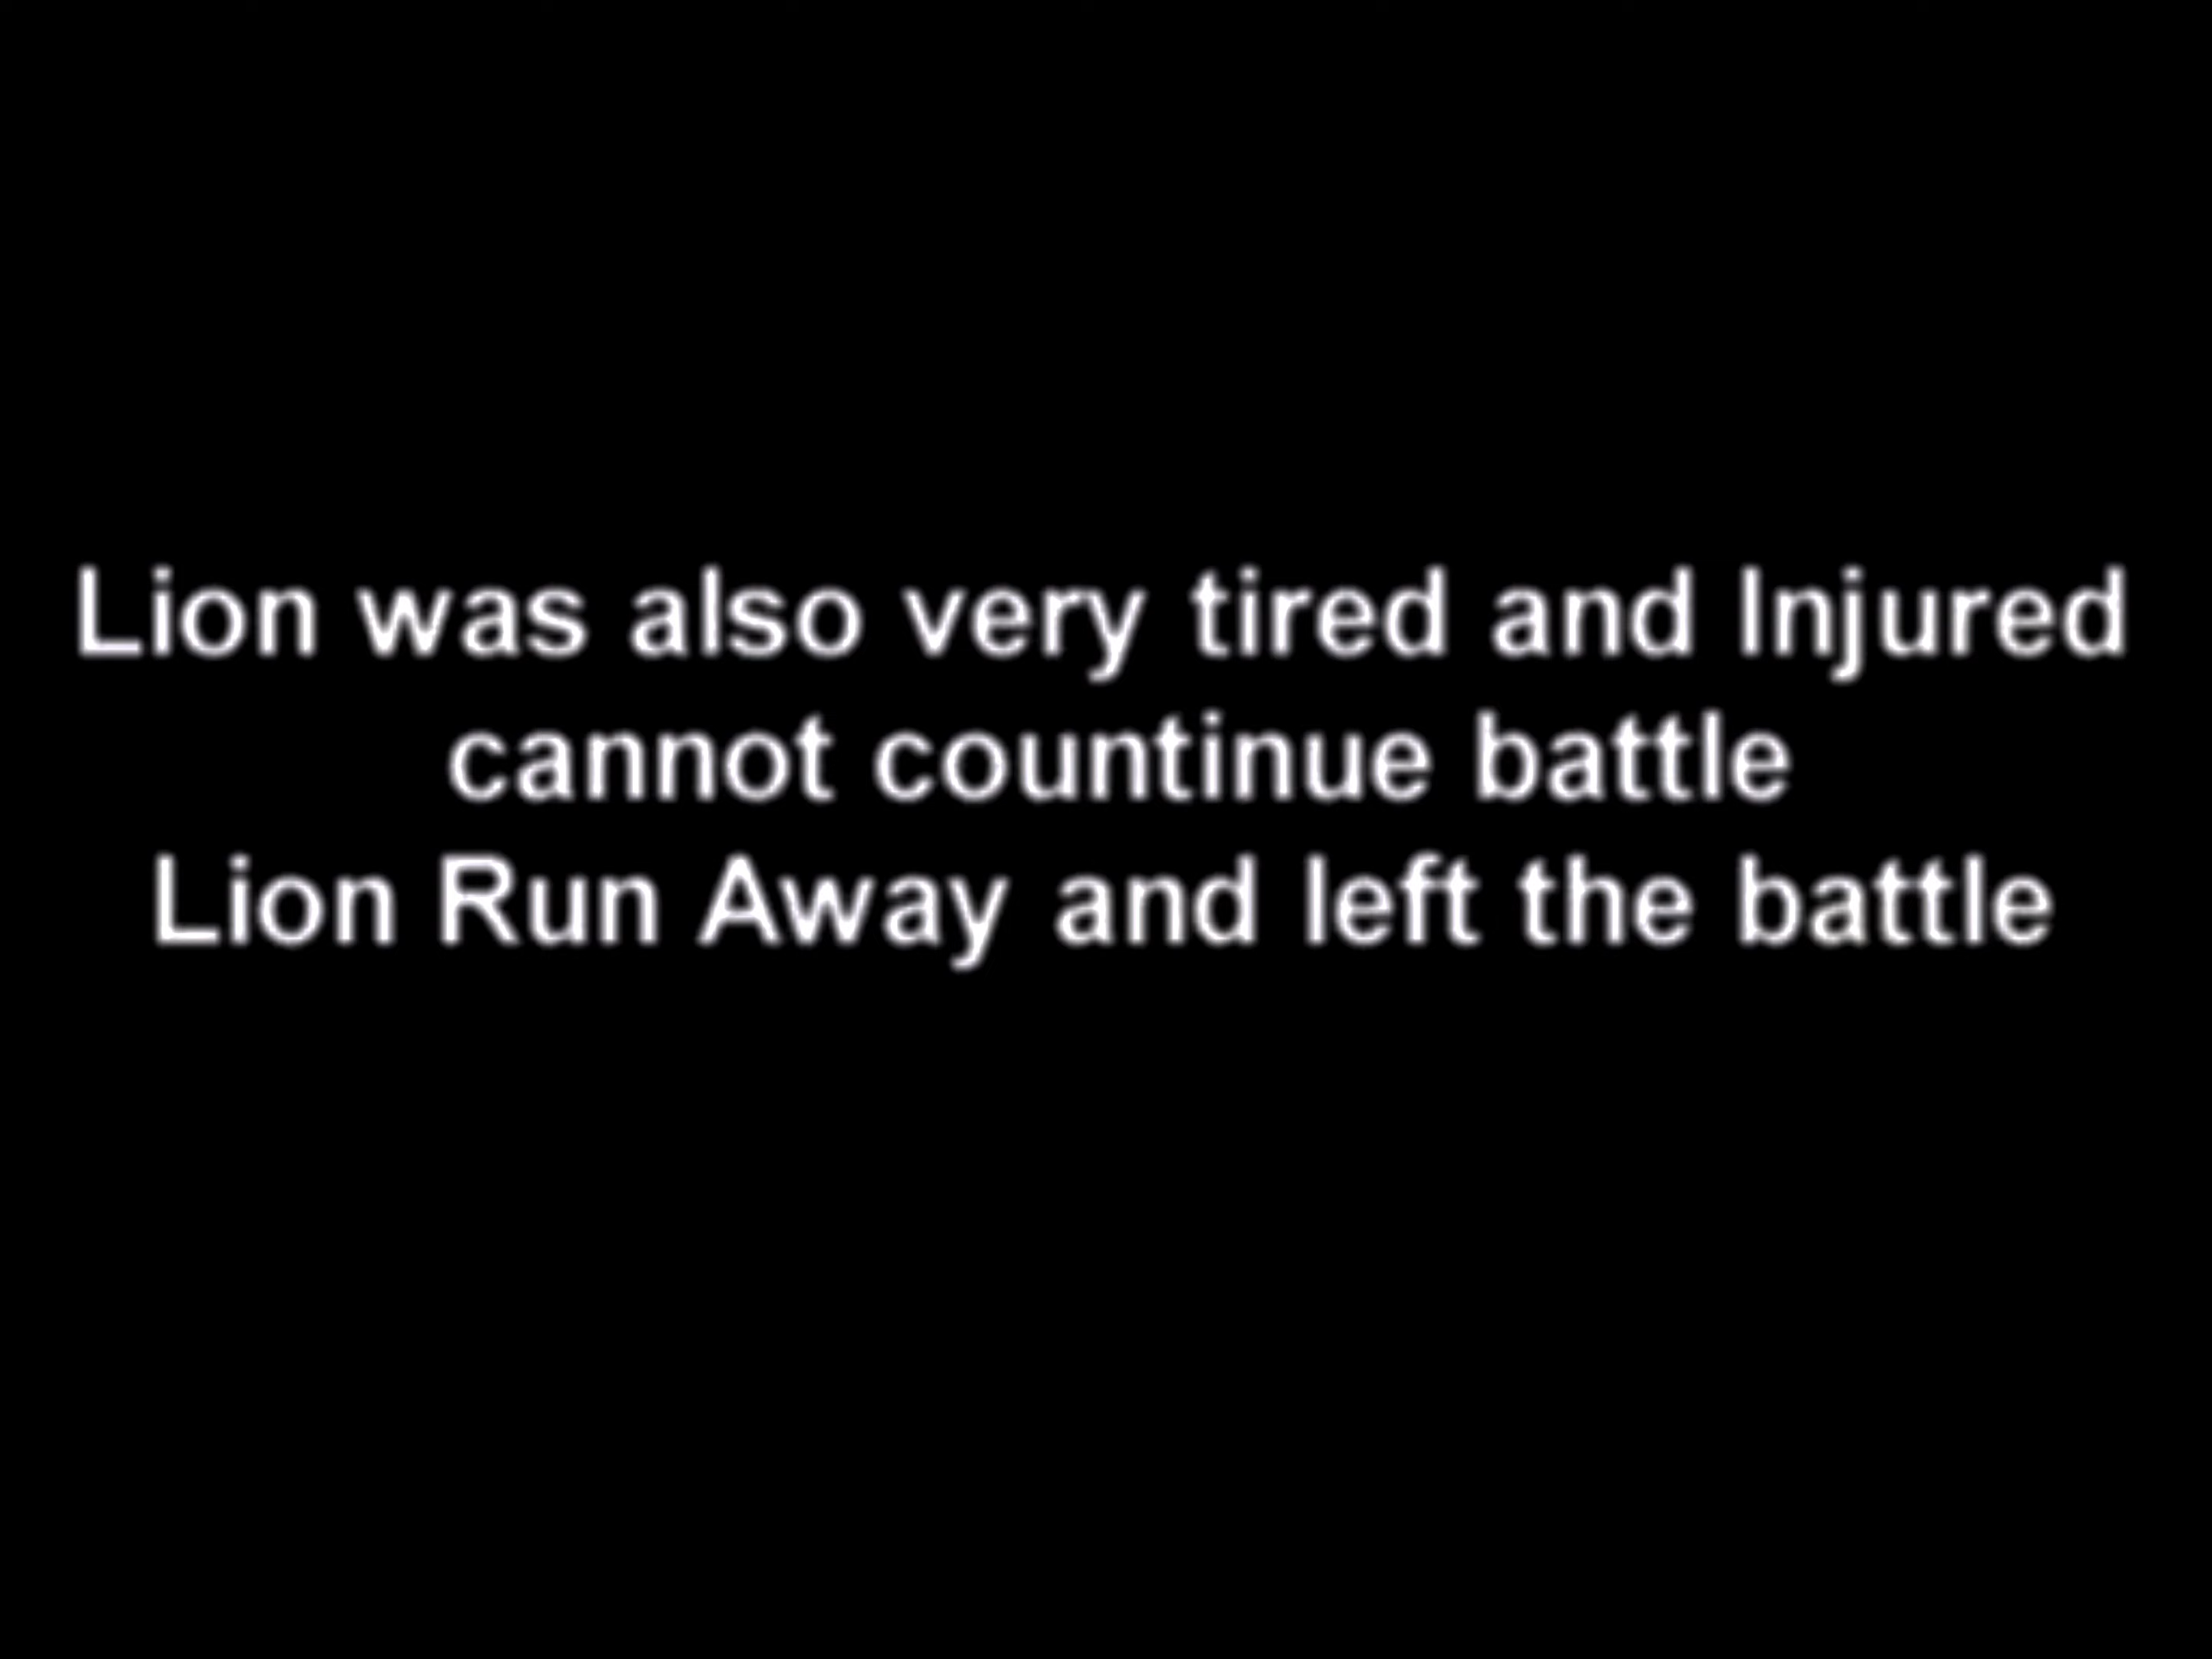 Lion was also very tired and Injured
cannot countinue battle
Lion Run Away and left the battle